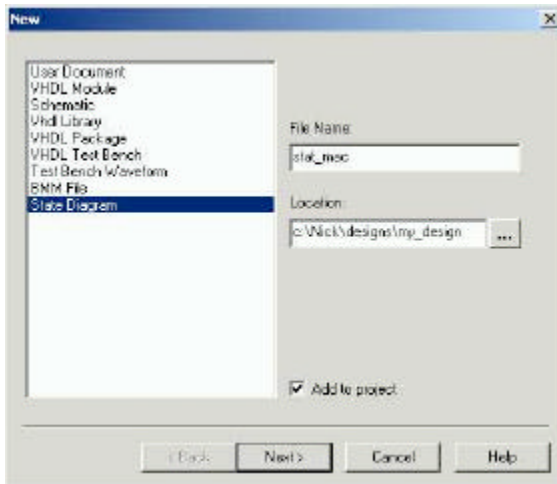 New
User Document
VHDL Module
Schematic
Vhdl Library
VHDL Package
VHDL Test Bench
Test Bench Waveform
BMM File
State Diagram
File Name:
stat_mac
Location:
c:\Nick\designs\my_design
...
Add to project
< Back
Next >
Cancel
Help